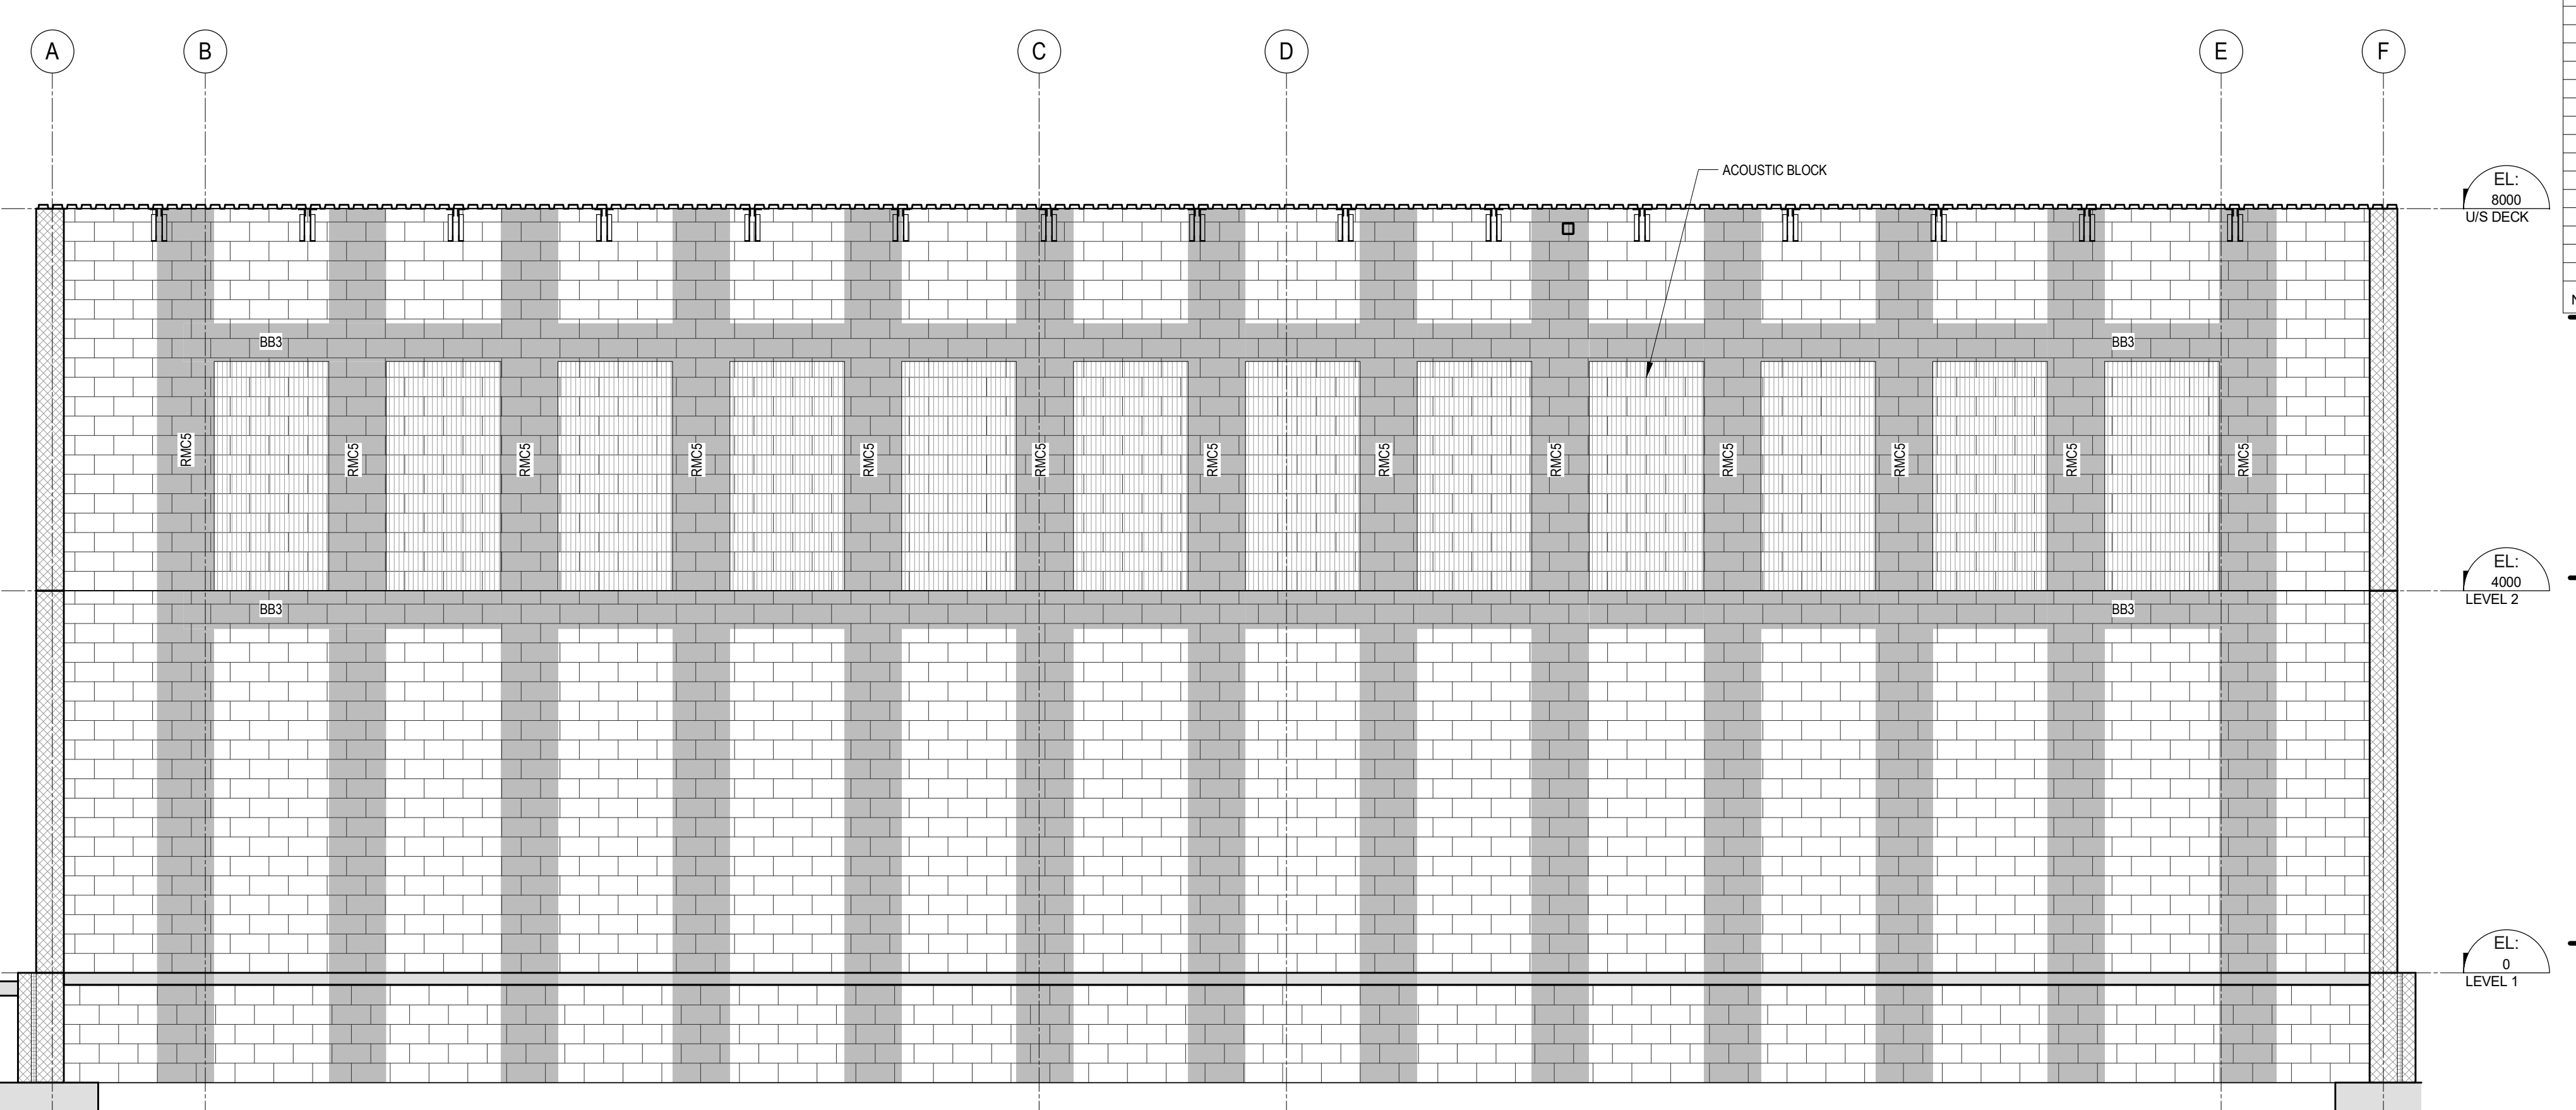 A B C D E F
ACOUSTIC BLOCK
EL:
8000
U/S DECK
N
BB3 BB3
RMC5 RMC5 RMC5 RMC5 RMC5 RMC5 RMC5 RMC5 RMC5 RMC5 RMC5 RMC5 RMC5
EL:
4000
LEVEL 2
BB3 BB3
EL:
0
LEVEL 1